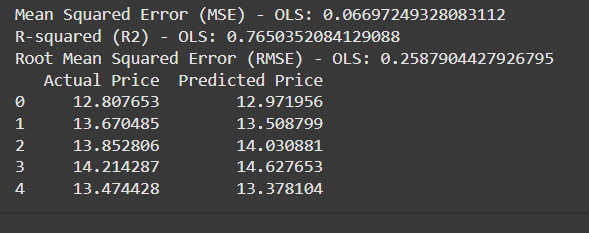 Mean Squared Error (MSE) - OLS: 0.06697249328083112
R-squared (R2) - OLS: 0.7650352084129088
Root Mean Squared Error (RMSE) - OLS: 0.2587904427926795
Actual Price Predicted Price
0 12.807653 12.971956
1 13.670485 13.508799
2 13.852806 14.030881
3 14.214287 14.627653
4 13.474428 13.378104